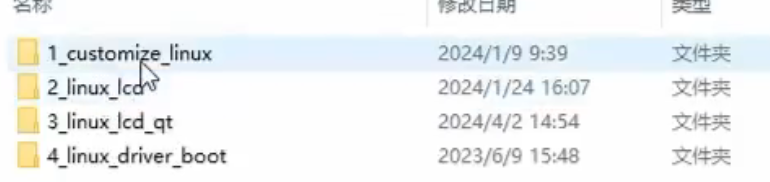 名称 修改日期 类型
1_customize_linux 2024/1/9 9:39 文件夹
2_linux_lcd 2024/1/24 16:07 文件夹
3_linux_lcd_qt 2024/4/2 14:54 文件夹
4_linux_driver_boot 2023/6/9 15:48 文件夹